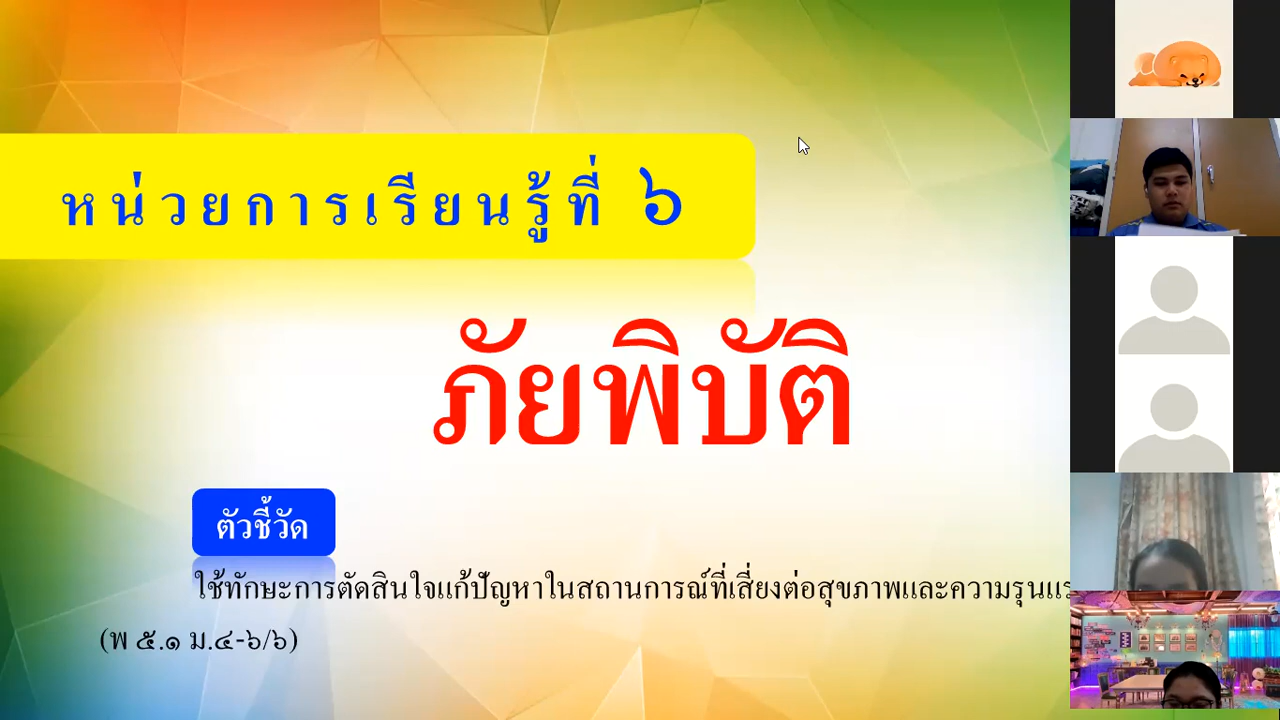 หน่วยการเรียนรู้ที่ ๖
ภัยพิบัติ
ตัวชี้วัด
ใช้ทักษะการตัดสินใจแก้ปัญหาในสถานการณ์ที่เสี่ยงต่อสุขภาพและความรุนแร
(พ ๕.๑ ม.๔-๖/๖)